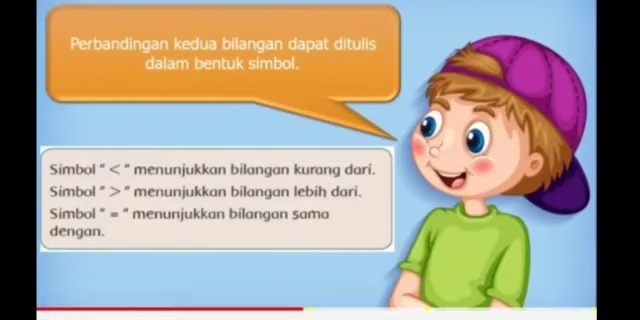 Perbandingan kedua bilangan dapat ditulis
dalam bentuk simbol.
Simbol " < " menunjukkan bilangan kurang dari.
Simbol " > " menunjukkan bilangan lebih dari.
Simbol " = " menunjukkan bilangan sama
dengan.